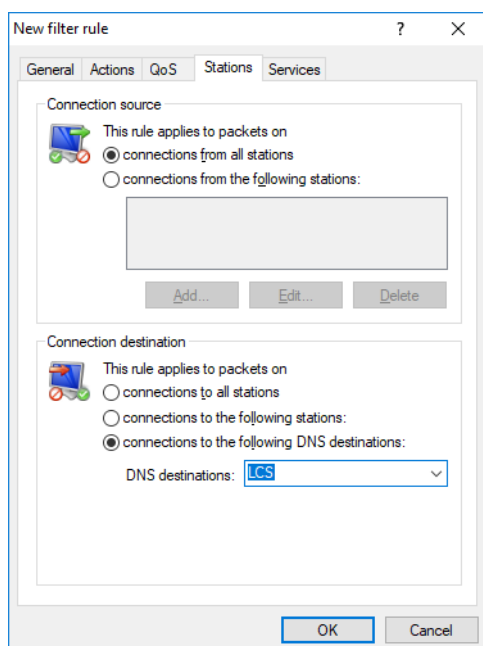 New filter rule ? ×
General Actions QoS Stations Services
Connection source
This rule applies to packets on
connections from all stations
connections from the following stations:
Add... Edit... Delete
Connection destination
This rule applies to packets on
connections to all stations
connections to the following stations:
connections to the following DNS destinations:
DNS destinations: LCS
OK Cancel